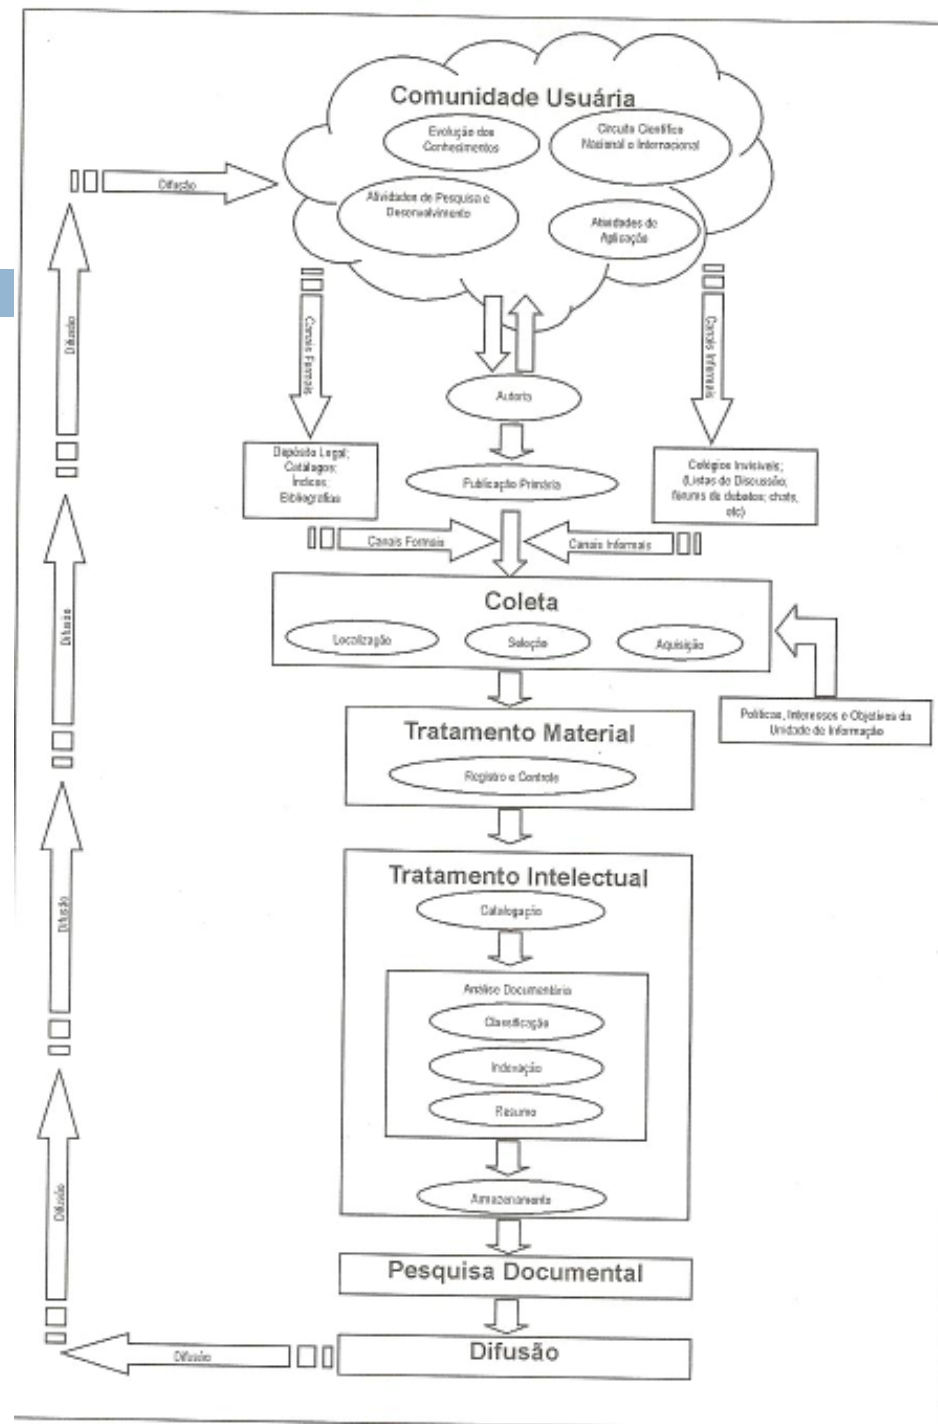 Comunidade Usuária
Evolução dos
Conhecimentos
Circuito Científico
Nacional e Internacional
Atividades de Pesquisa e
Desenvolvimento
Atividades de
Aplicação
Difusão
Difusão
Canais Formais
Canais Informais
Autoria
Depósito Legal;
Catálogos;
Índices;
Bibliografias
Publicação Primária
Colégios Invisíveis;
(Listas de Discussão;
fóruns de debates; chats,
etc)
Canais Formais
Canais Informais
Coleta
Localização
Seleção
Aquisição
Difusão
Políticas, Interesses e Objetivos da
Unidade de Informação
Tratamento Material
Registro e Controle
Tratamento Intelectual
Catalogação
Difusão
Análise Documentária
Classificação
Indexação
Resumo
Armazenamento
Difusão
Pesquisa Documental
Difusão
Difusão